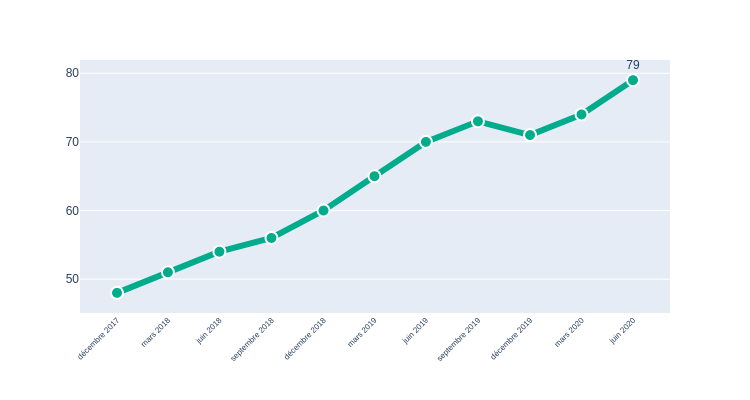 79
80
70
60
50
décembre 2017
mars 2018
juin 2018
septembre 2018
décembre 2018
mars 2019
juin 2019
septembre 2019
décembre 2019
mars 2020
juin 2020